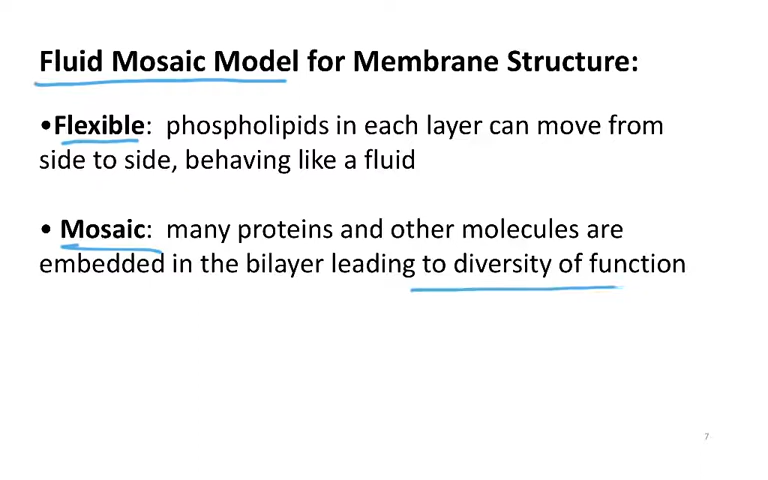 Fluid Mosaic Model for Membrane Structure:
•Flexible: phospholipids in each layer can move from
side to side, behaving like a fluid
• Mosaic: many proteins and other molecules are
embedded in the bilayer leading to diversity of function
7